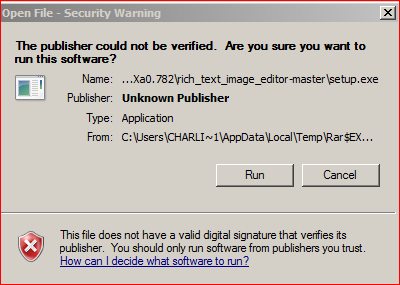 Open File - Security Warning
The publisher could not be verified.  Are you sure you want to
run this software?
Name: ...Xa0.782\rich_text_image_editor-master\setup.exe
Publisher: Unknown Publisher
Type: Application
From: C:\Users\CHARLI~1\AppData\Local\Temp\Rar$EX...
Run Cancel
This file does not have a valid digital signature that verifies its
publisher.  You should only run software from publishers you trust.
How can I decide what software to run?